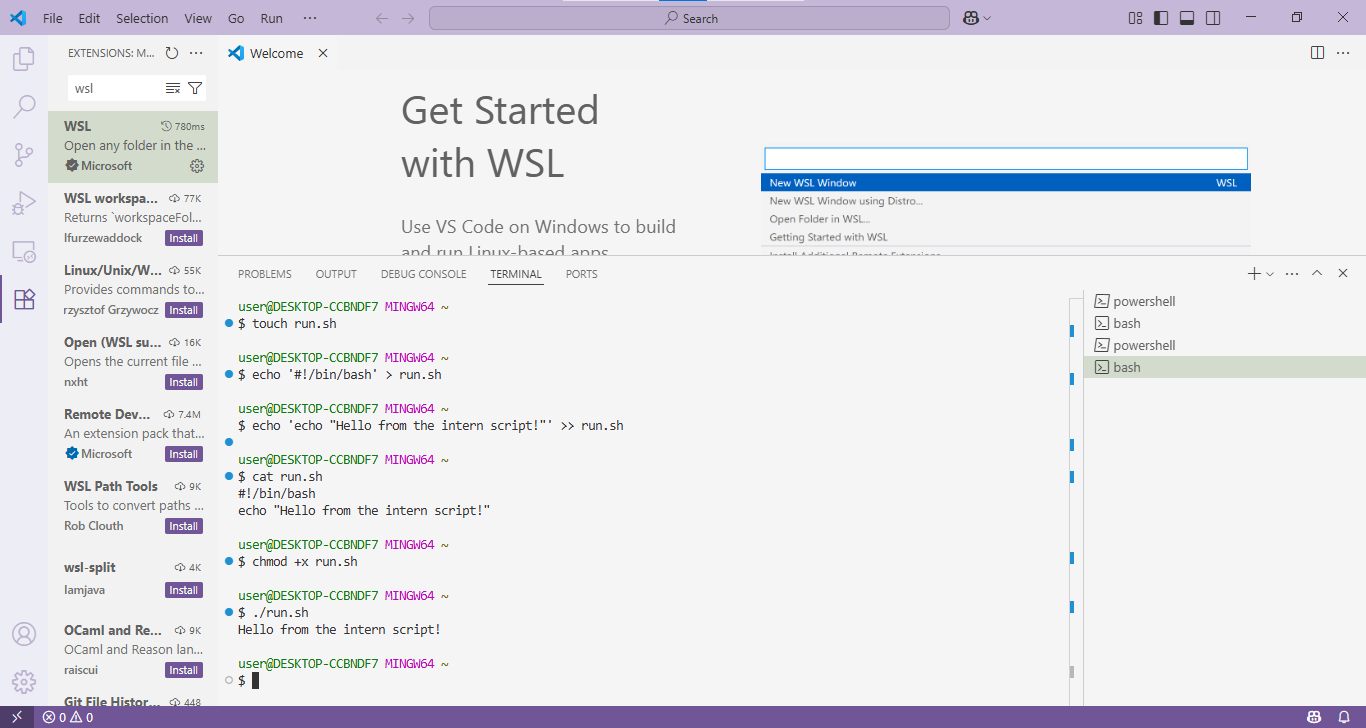 File Edit Selection View Go Run ···
Search
EXTENSIONS: M...
wsl
WSL 780ms
Open any folder in the ...
Microsoft
WSL workspa... 77K
Returns `workspaceFol...
lfurzewaddock Install
Linux/Unix/W... 55K
Provides commands to...
rzysztof Grzywocz Install
Open (WSL su... 16K
Opens the current file ...
nxht Install
Remote Dev... 7.4M
An extension pack that...
Microsoft Install
WSL Path Tools 9K
Tools to convert paths ...
Rob Clouth Install
wsl-split 4K
lamjava Install
OCaml and Re... 9K
OCaml and Reason lan...
raiscui Install
Git File Histor... 448
Welcome
Get Started
with WSL
Use VS Code on Windows to build
and run Linux-based apps
New WSL Window WSL
New WSL Window using Distro...
Open Folder in WSL...
Getting Started with WSL
Install Additional Remote Extensions
PROBLEMS OUTPUT DEBUG CONSOLE TERMINAL PORTS
user@DESKTOP-CCBNDF7 MINGW64 ~
$ touch run.sh
user@DESKTOP-CCBNDF7 MINGW64 ~
$ echo '#!/bin/bash' > run.sh
user@DESKTOP-CCBNDF7 MINGW64 ~
$ echo 'echo "Hello from the intern script!"' >> run.sh
user@DESKTOP-CCBNDF7 MINGW64 ~
$ cat run.sh
#!/bin/bash
echo "Hello from the intern script!"
user@DESKTOP-CCBNDF7 MINGW64 ~
$ chmod +x run.sh
user@DESKTOP-CCBNDF7 MINGW64 ~
$ ./run.sh
Hello from the intern script!
user@DESKTOP-CCBNDF7 MINGW64 ~
$
powershell
bash
powershell
bash
0 0